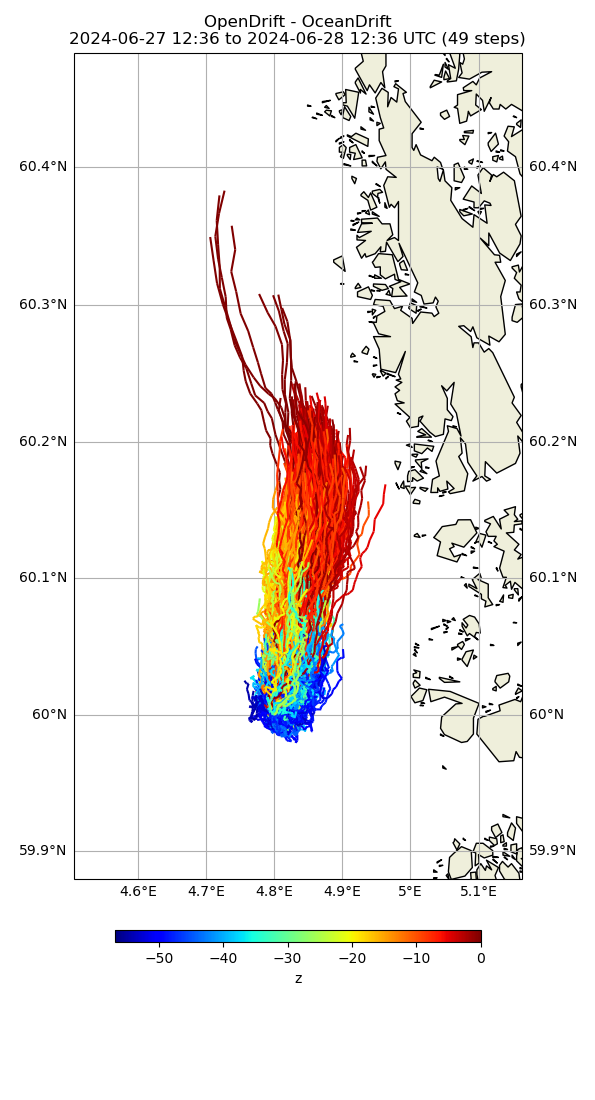 OpenDrift - OceanDrift
2024-06-27 12:36 to 2024-06-28 12:36 UTC (49 steps)
60.4°N 60.4°N
60.3°N 60.3°N
60.2°N 60.2°N
60.1°N 60.1°N
60°N 60°N
59.9°N 59.9°N
4.6°E 4.7°E 4.8°E 4.9°E 5°E 5.1°E
−50 −40 −30 −20 −10 0
z